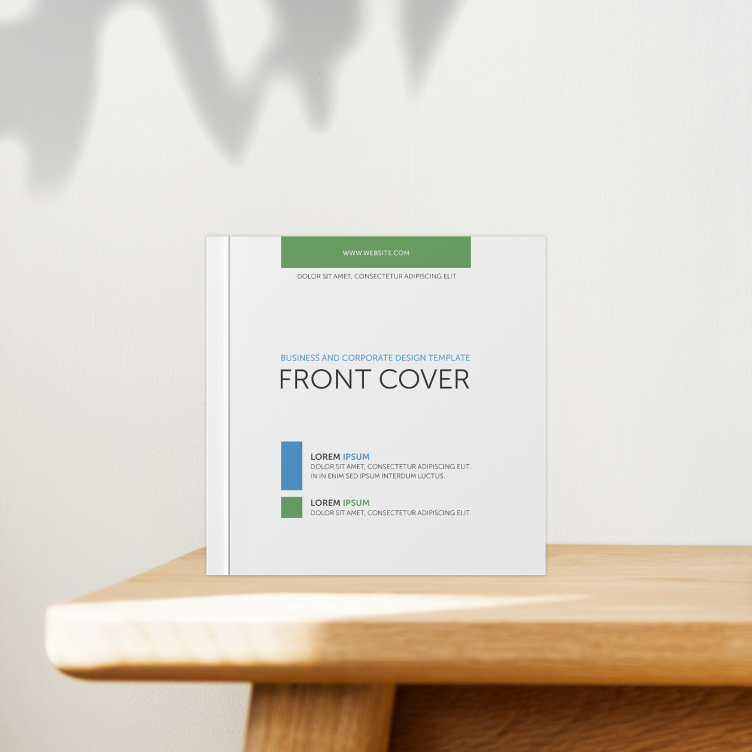 WWW.WEBSITE.COM
DOLOR SIT AMET, CONSECTETUR ADIPISCING ELIT
BUSINESS AND CORPORATE DESIGN TEMPLATE
FRONT COVER
LOREM IPSUM
DOLOR SIT AMET, CONSECTETUR ADIPISCING ELIT.
IN IN ENIM SED IPSUM INTERDUM LUCTUS.
LOREM IPSUM
DOLOR SIT AMET, CONSECTETUR ADIPISCING ELIT.